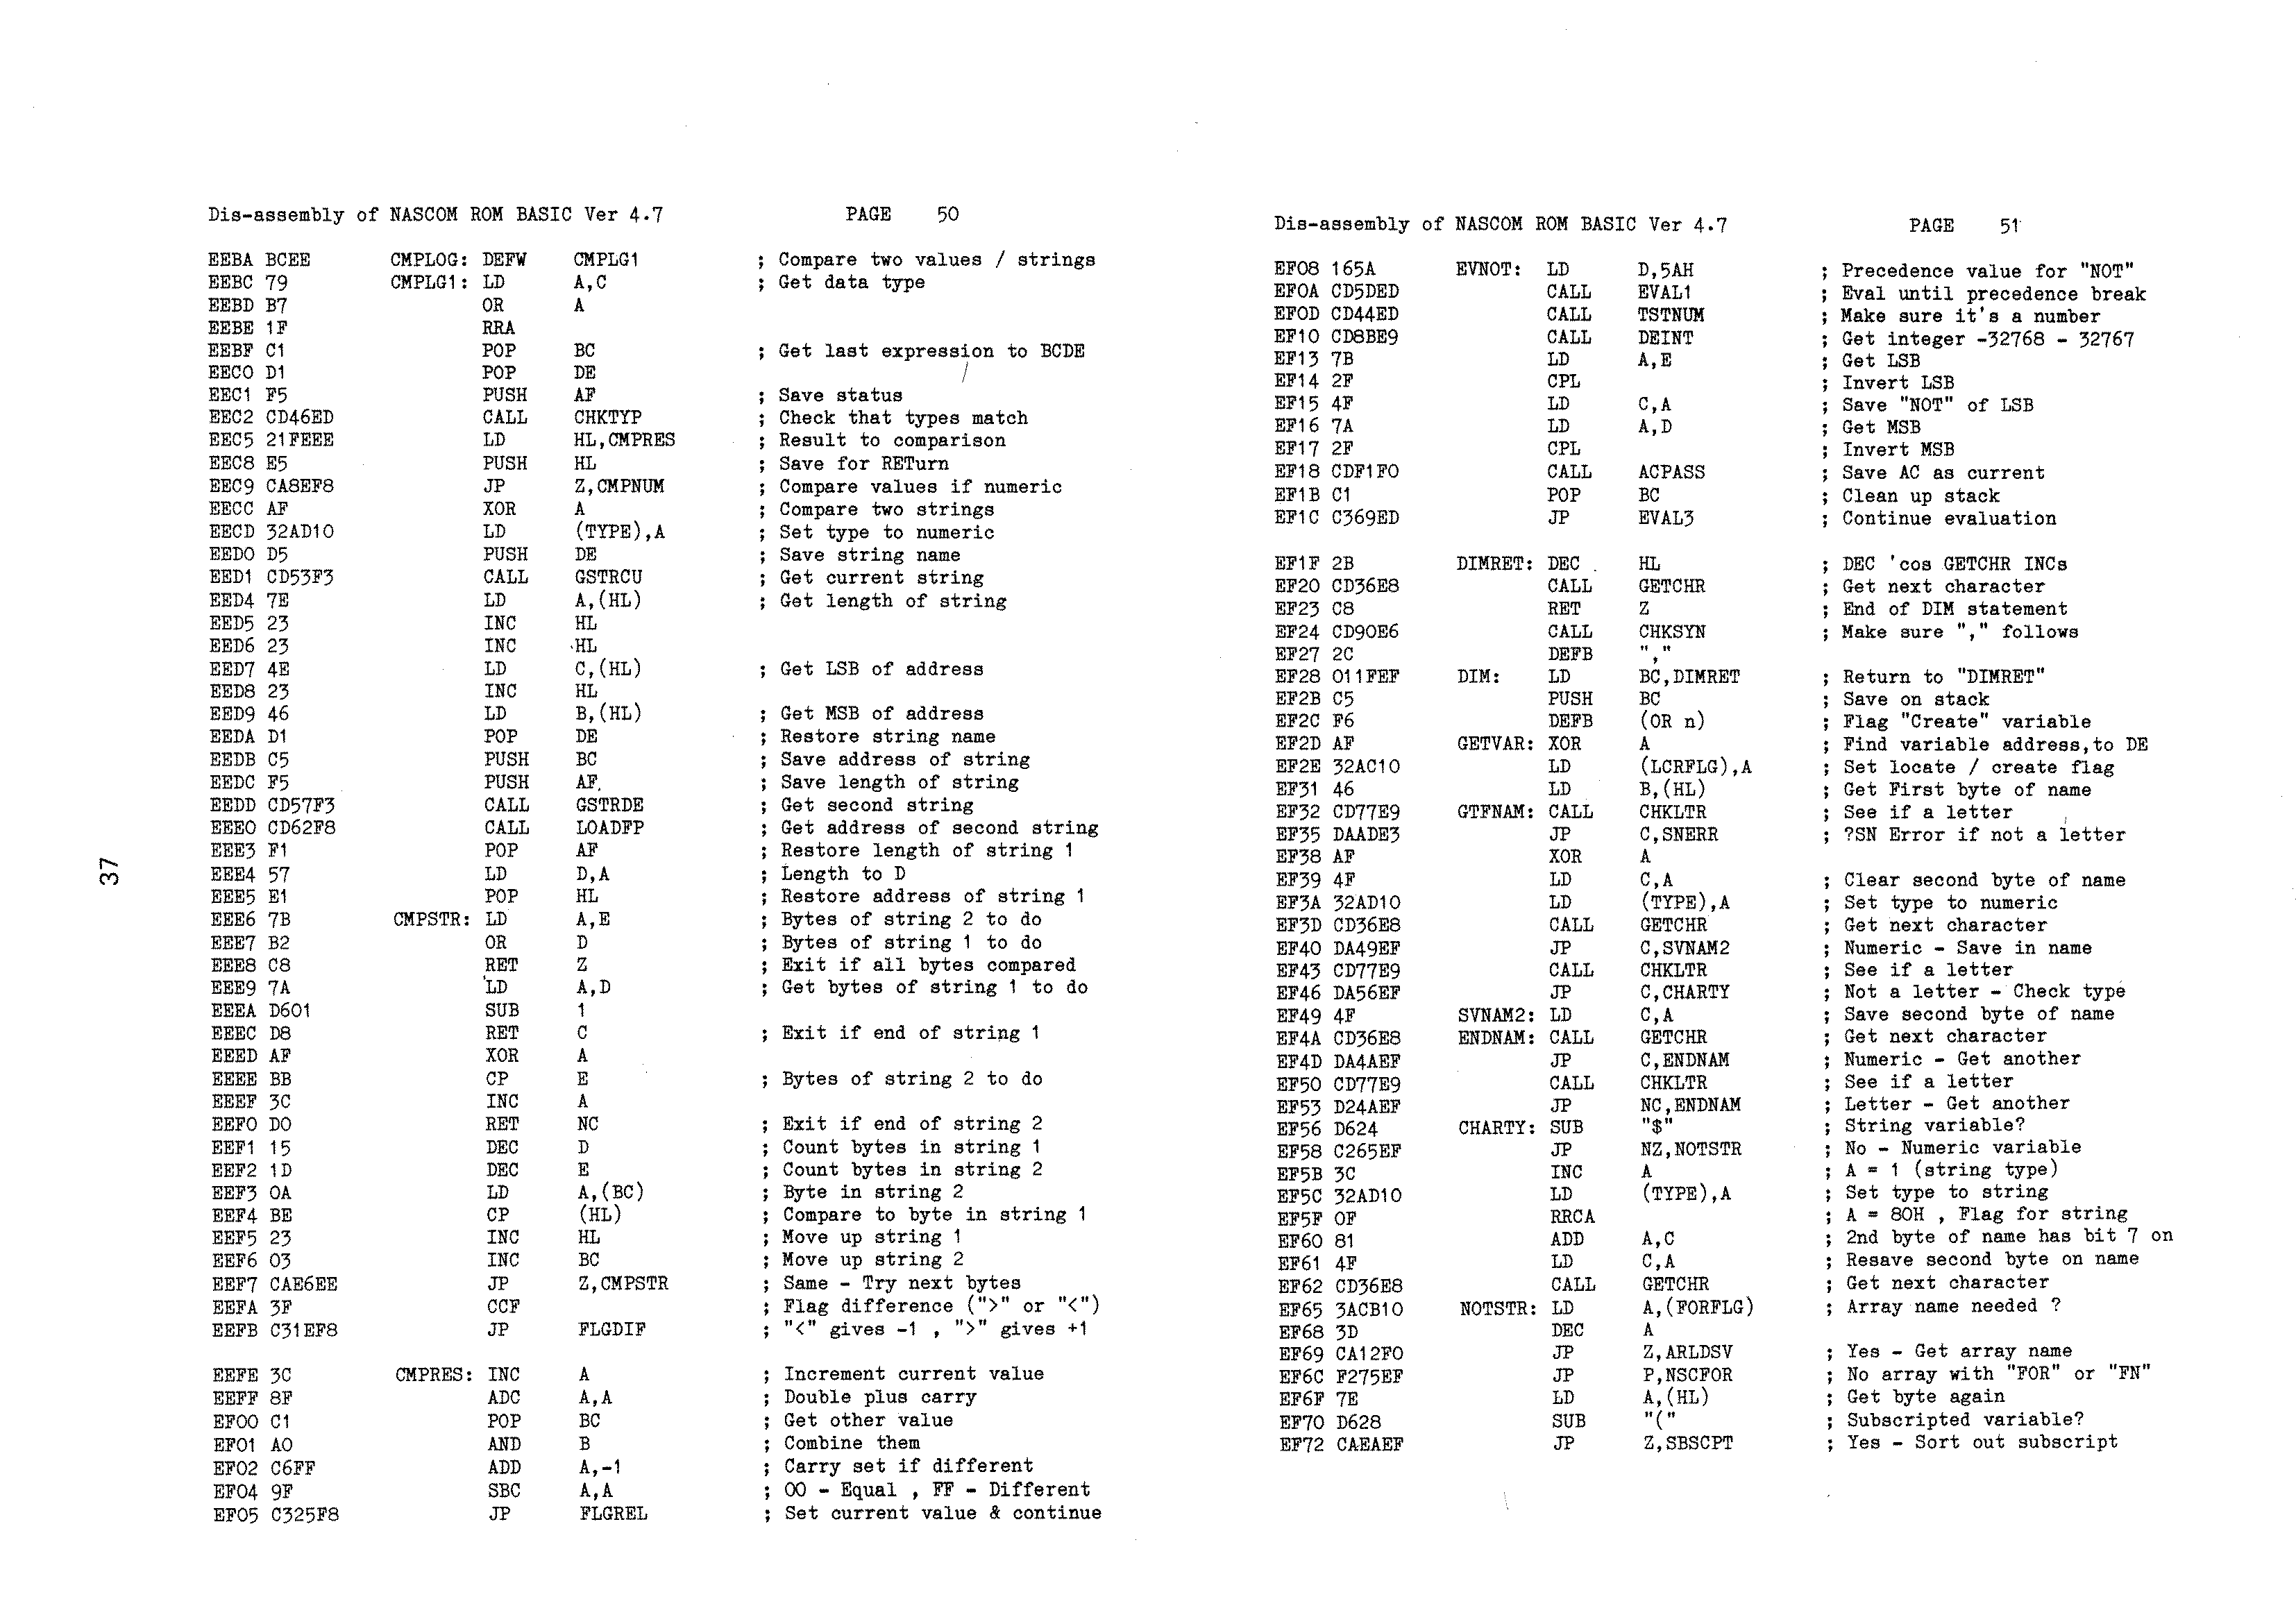 Dis-assembly of NASCOM ROM BASIC Ver 4.7 PAGE 50
EEBA BCEE CMPLOG: DEFW CMPLG1 ; Compare two values / strings
EEBC 79 CMPLG1: LD A,C ; Get data type
EEBD B7 OR A
EEBE 1F RRA
EEBF C1 POP BC ; Get last expression to BCDE
EEC0 D1 POP DE
EEC1 F5 PUSH AF ; Save status
EEC2 CD46ED CALL CHKTYP ; Check that types match
EEC5 21FEEE LD HL,CMPRES ; Result to comparison
EEC8 E5 PUSH HL ; Save for RETurn
EEC9 CA8EF8 JP Z,CMPNUM ; Compare values if numeric
EECC AF XOR A ; Compare two strings
EECD 32AD10 LD (TYPE),A ; Set type to numeric
EED0 D5 PUSH DE ; Save string name
EED1 CD53F3 CALL GSTRCU ; Get current string
EED4 7E LD A,(HL) ; Get length of string
EED5 23 INC HL
EED6 23 INC HL
EED7 4E LD C,(HL) ; Get LSB of address
EED8 23 INC HL
EED9 46 LD B,(HL) ; Get MSB of address
EEDA D1 POP DE ; Restore string name
EEDB C5 PUSH BC ; Save address of string
EEDC F5 PUSH AF ; Save length of string
EEDD CD57F3 CALL GSTRDE ; Get second string
EEE0 CD62F8 CALL LOADFP ; Get address of second string
EEE3 F1 POP AF ; Restore length of string 1
EEE4 57 LD D,A ; Length to D
EEE5 E1 POP HL ; Restore address of string 1
EEE6 7B CMPSTR: LD A,E ; Bytes of string 2 to do
EEE7 B2 OR D ; Bytes of string 1 to do
EEE8 C8 RET Z ; Exit if all bytes compared
EEE9 7A LD A,D ; Get bytes of string 1 to do
EEEA D601 SUB 1
EEEC D8 RET C ; Exit if end of string 1
EEED AF XOR A
EEEE BB CP E ; Bytes of string 2 to do
EEEF 3C INC A
EEF0 D0 RET NC ; Exit if end of string 2
EEF1 15 DEC D ; Count bytes in string 1
EEF2 1D DEC E ; Count bytes in string 2
EEF3 0A LD A,(BC) ; Byte in string 2
EEF4 BE CP (HL) ; Compare to byte in string 1
EEF5 23 INC HL ; Move up string 1
EEF6 03 INC BC ; Move up string 2
EEF7 CAE6EE JP Z,CMPSTR ; Same - Try next bytes
EEFA 3F CCF ; Flag difference (">" or "<")
EEFB C31EF8 JP FLGDIF ; "<" gives -1 , ">" gives +1
EEFE 3C CMPRES: INC A ; Increment current value
EEFF 8F ADC A,A ; Double plus carry
EF00 C1 POP BC ; Get other value
EF01 A0 AND B ; Combine them
EF02 C6FF ADD A,-1 ; Carry set if different
EF04 9F SBC A,A ; 00 - Equal , FF - Different
EF05 C325F8 JP FLGREL ; Set current value & continue
37
Dis-assembly of NASCOM ROM BASIC Ver 4.7 PAGE 51
EF08 165A EVNOT: LD D,5AH ; Precedence value for "NOT"
EF0A CD5DED CALL EVAL1 ; Eval until precedence break
EF0D CD44ED CALL TSTNUM ; Make sure it's a number
EF10 CD8BE9 CALL DEINT ; Get integer -32768 - 32767
EF13 7B LD A,E ; Get LSB
EF14 2F CPL ; Invert LSB
EF15 4F LD C,A ; Save "NOT" of LSB
EF16 7A LD A,D ; Get MSB
EF17 2F CPL ; Invert MSB
EF18 CDF1F0 CALL ACPASS ; Save AC as current
EF1B C1 POP BC ; Clean up stack
EF1C C369ED JP EVAL3 ; Continue evaluation
EF1F 2B DIMRET: DEC HL ; DEC 'cos GETCHR INCs
EF20 CD36E8 CALL GETCHR ; Get next character
EF23 C8 RET Z ; End of DIM statement
EF24 CD90E6 CALL CHKSYN ; Make sure "," follows
EF27 2C DEFB ","
EF28 011FEF DIM: LD BC,DIMRET ; Return to "DIMRET"
EF2B C5 PUSH BC ; Save on stack
EF2C F6 DEFB (OR n) ; Flag "Create" variable
EF2D AF GETVAR: XOR A ; Find variable address,to DE
EF2E 32AC10 LD (LCRFLG),A ; Set locate / create flag
EF31 46 LD B,(HL) ; Get First byte of name
EF32 CD77E9 GTFNAM: CALL CHKLTR ; See if a letter
EF35 DAADE3 JP C,SNERR ; ?SN Error if not a letter
EF38 AF XOR A
EF39 4F LD C,A ; Clear second byte of name
EF3A 32AD10 LD (TYPE),A ; Set type to numeric
EF3D CD36E8 CALL GETCHR ; Get next character
EF40 DA49EF JP C,SVNAM2 ; Numeric - Save in name
EF43 CD77E9 CALL CHKLTR ; See if a letter
EF46 DA56EF JP C,CHARTY ; Not a letter - Check type
EF49 4F SVNAM2: LD C,A ; Save second byte of name
EF4A CD36E8 ENDNAM: CALL GETCHR ; Get next character
EF4D DA4AEF JP C,ENDNAM ; Numeric - Get another
EF50 CD77E9 CALL CHKLTR ; See if a letter
EF53 D24AEF JP NC,ENDNAM ; Letter - Get another
EF56 D624 CHARTY: SUB "$" ; String variable?
EF58 C265EF JP NZ,NOTSTR ; No - Numeric variable
EF5B 3C INC A ; A = 1 (string type)
EF5C 32AD10 LD (TYPE),A ; Set type to string
EF5F 0F RRCA ; A = 80H , Flag for string
EF60 81 ADD A,C ; 2nd byte of name has bit 7 on
EF61 4F LD C,A ; Resave second byte on name
EF62 CD36E8 CALL GETCHR ; Get next character
EF65 3ACB10 NOTSTR: LD A,(FORFLG) ; Array name needed ?
EF68 3D DEC A
EF69 CA12F0 JP Z,ARLDSV ; Yes - Get array name
EF6C F275EF JP P,NSCFOR ; No array with "FOR" or "FN"
EF6F 7E LD A,(HL) ; Get byte again
EF70 D628 SUB "(" ; Subscripted variable?
EF72 CAEAEF JP Z,SBSCPT ; Yes - Sort out subscript